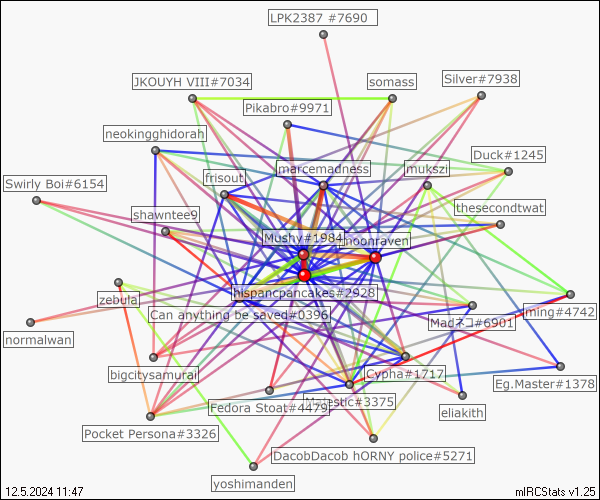 LPK2387 #7690
JKOUYH VIII#7034
somass
Silver#7938
Pikabro#9971
neokingghidorah
Duck#1245
marcemadness
mukszi
frisout
Swirly Boi#6154
thesecondtwat
shawntee9
Mushy#1984
moonraven
hispancpancakes#2928
zebula
Can anything be saved#0396
ming#4742
Madネコ#6901
normalwan
bigcitysamurai
Cypha#1717
Eg.Master#1378
Fedora Stoat#4479
Majestic#3375
eliakith
Pocket Persona#3326
DacobDacob hORNY police#5271
yoshimanden
12.5.2024 11:47
mIRCStats v1.25